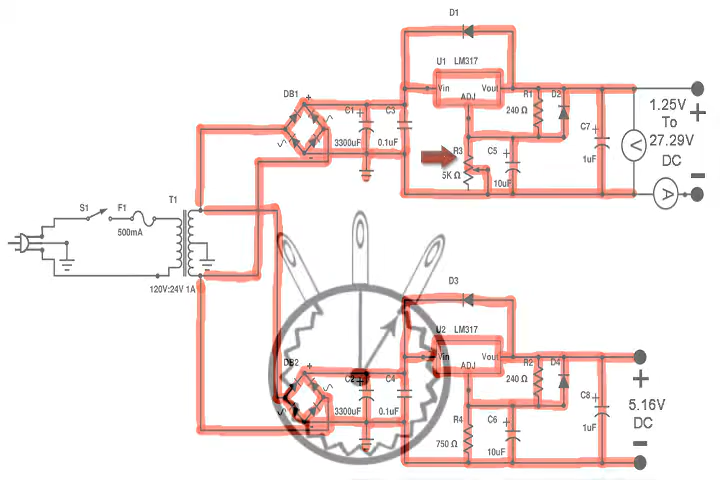 D1
U1 LM317
Vin Vout
ADJ
DB1
+
-
C1
3300uF
C3
0.1uF
R1
240 Ω
D2
R3
5K Ω
C5
10uF
C7
1uF
V
A
1.25V
To
27.29V
DC
+
−
S1
F1
500mA
T1
120V:24V 1A
D3
U2 LM317
Vin Vout
ADJ
DB2
+
-
C2
3300uF
C4
0.1uF
R2
240 Ω
D4
R4
750 Ω
C6
10uF
C8
1uF
+
5.16V
DC
−